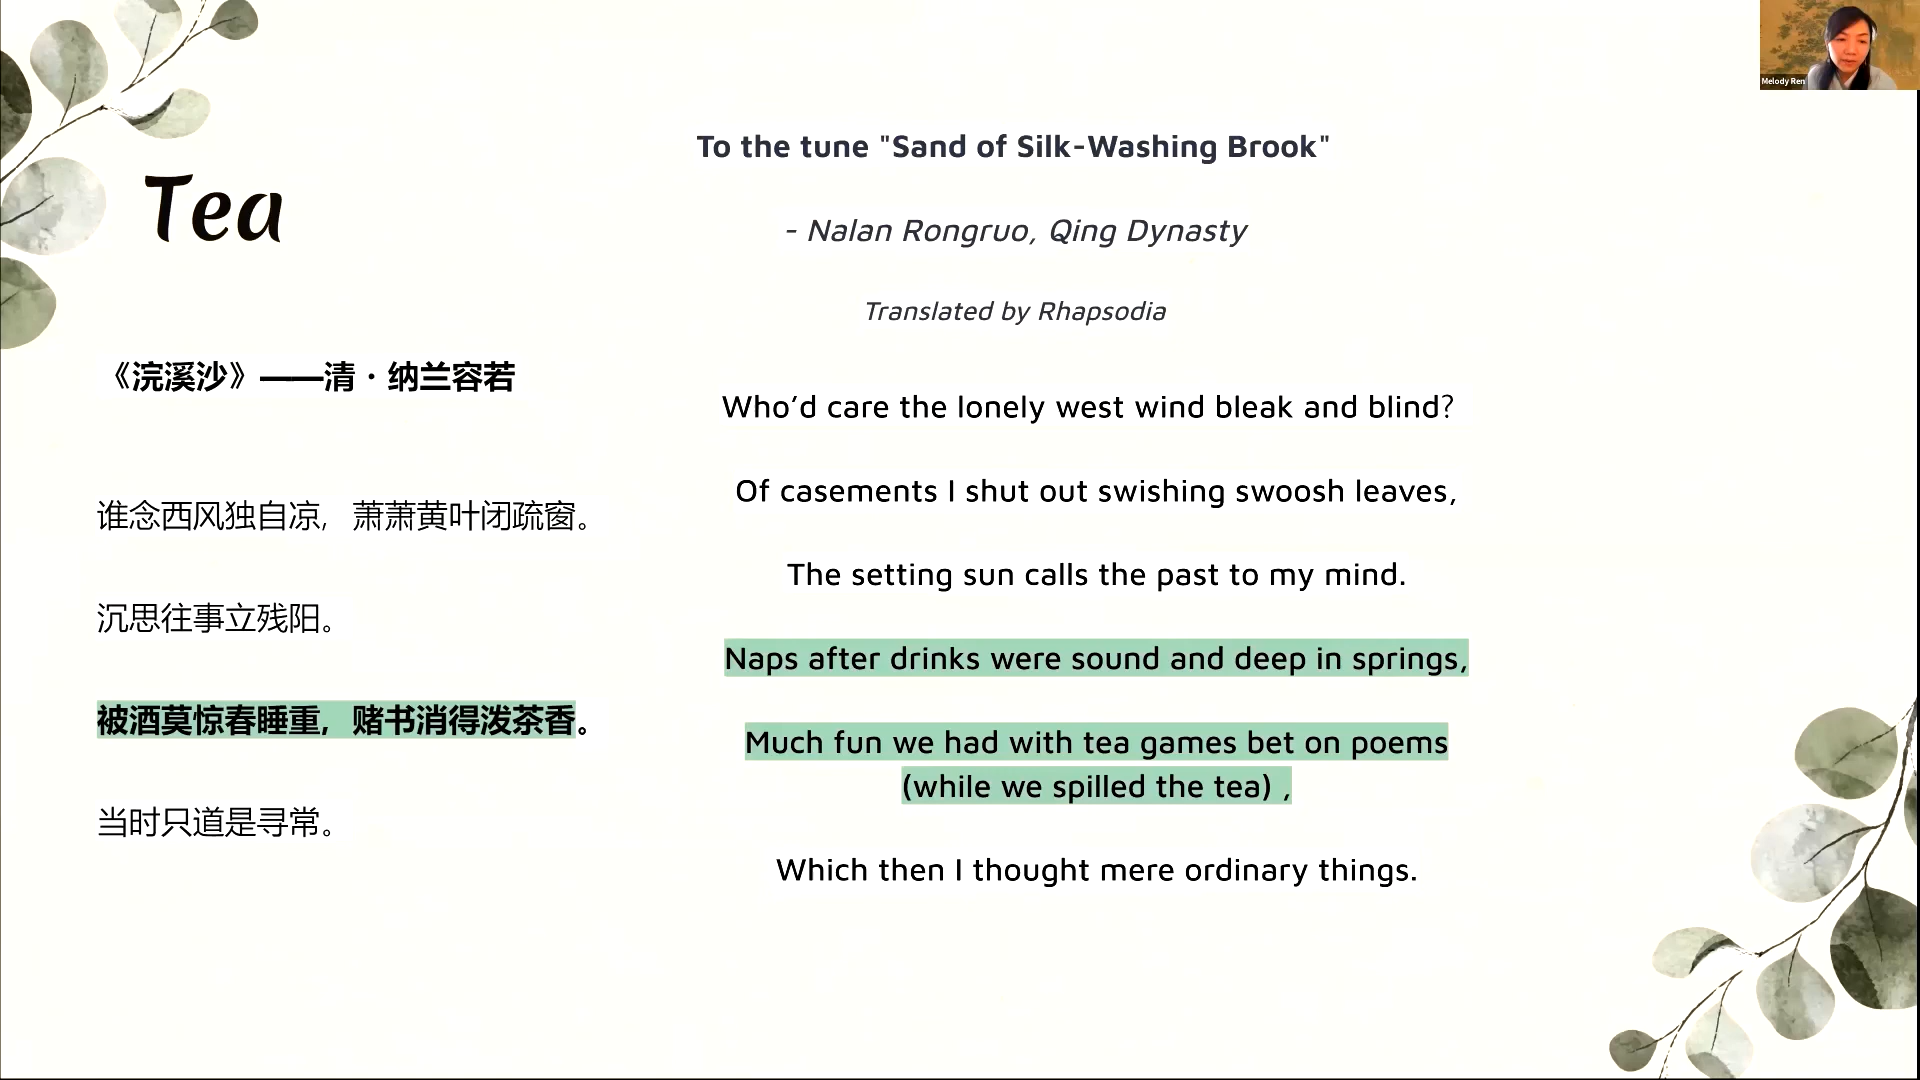 Melody Ren
Tea
《浣溪沙》——清 · 纳兰容若
谁念西风独自凉，萧萧黄叶闭疏窗。
沉思往事立残阳。
被酒莫惊春睡重，赌书消得泼茶香。
当时只道是寻常。
To the tune "Sand of Silk-Washing Brook"
- Nalan Rongruo, Qing Dynasty
Translated by Rhapsodia
Who’d care the lonely west wind bleak and blind?
Of casements I shut out swishing swoosh leaves,
The setting sun calls the past to my mind.
Naps after drinks were sound and deep in springs,
Much fun we had with tea games bet on poems
(while we spilled the tea) ,
Which then I thought mere ordinary things.